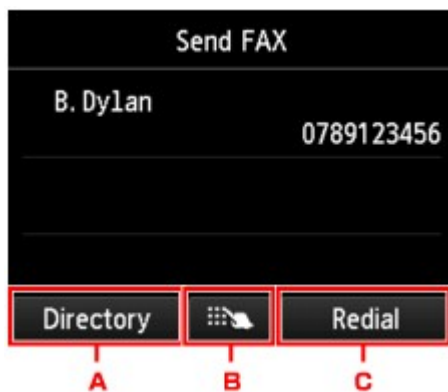 Send FAX
B. Dylan
0789123456
Directory Redial
A B C